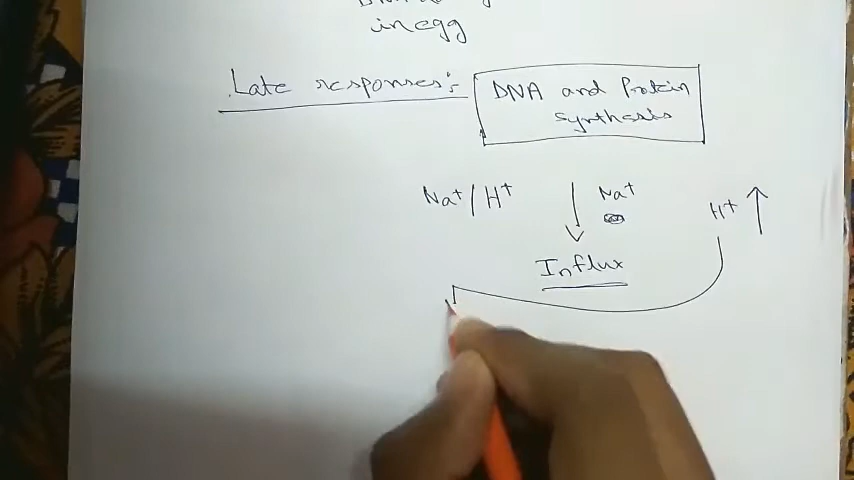 in egg
Late responses:
DNA and Protein
synthesis
Na⁺/H⁺ ↓ Na⁺ H⁺ ↑
Influx